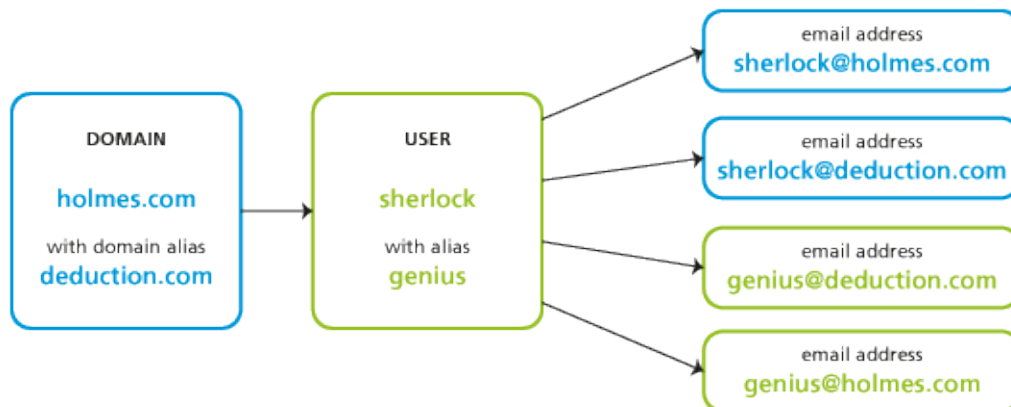 DOMAIN
holmes.com
with domain alias
deduction.com
USER
sherlock
with alias
genius
email address
sherlock@holmes.com
email address
sherlock@deduction.com
email address
genius@deduction.com
email address
genius@holmes.com